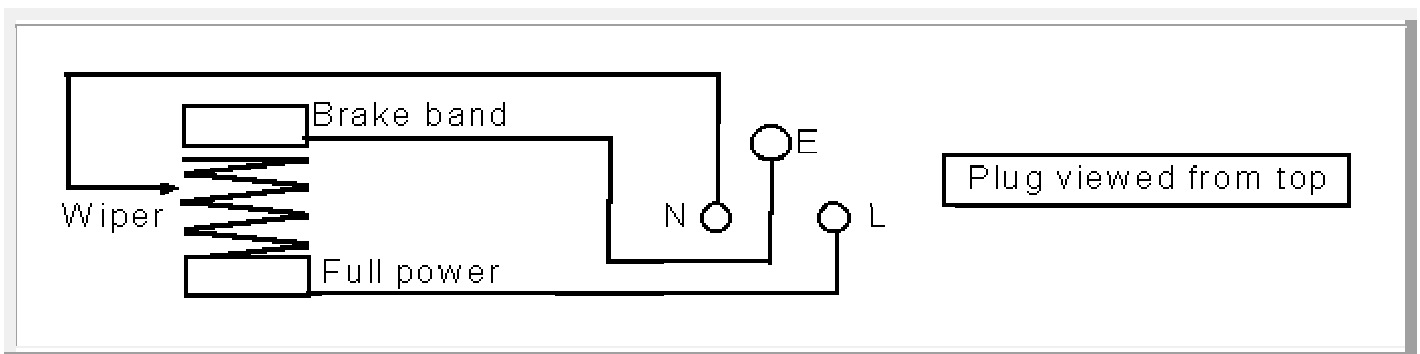 Brake band
E
Plug viewed from top
Wiper
N
L
Full power